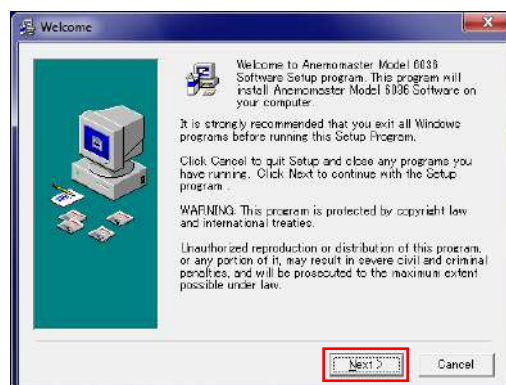 Welcome
Welcome to Anemomaster Model 6036
Software Setup program. This program will
install Anemomaster Model 6036 Software on
your computer.
It is strongly recommended that you exit all Windows
programs before running this Setup Program.
Click Cancel to quit Setup and close any programs you
have running. Click Next to continue with the Setup
program .
WARNING: This program is protected by copyright law
and international treaties.
Unauthorized reproduction or distribution of this program,
or any portion of it, may result in severe civil and criminal
penalties, and will be prosecuted to the maximum extent
possible under law.
Next > Cancel